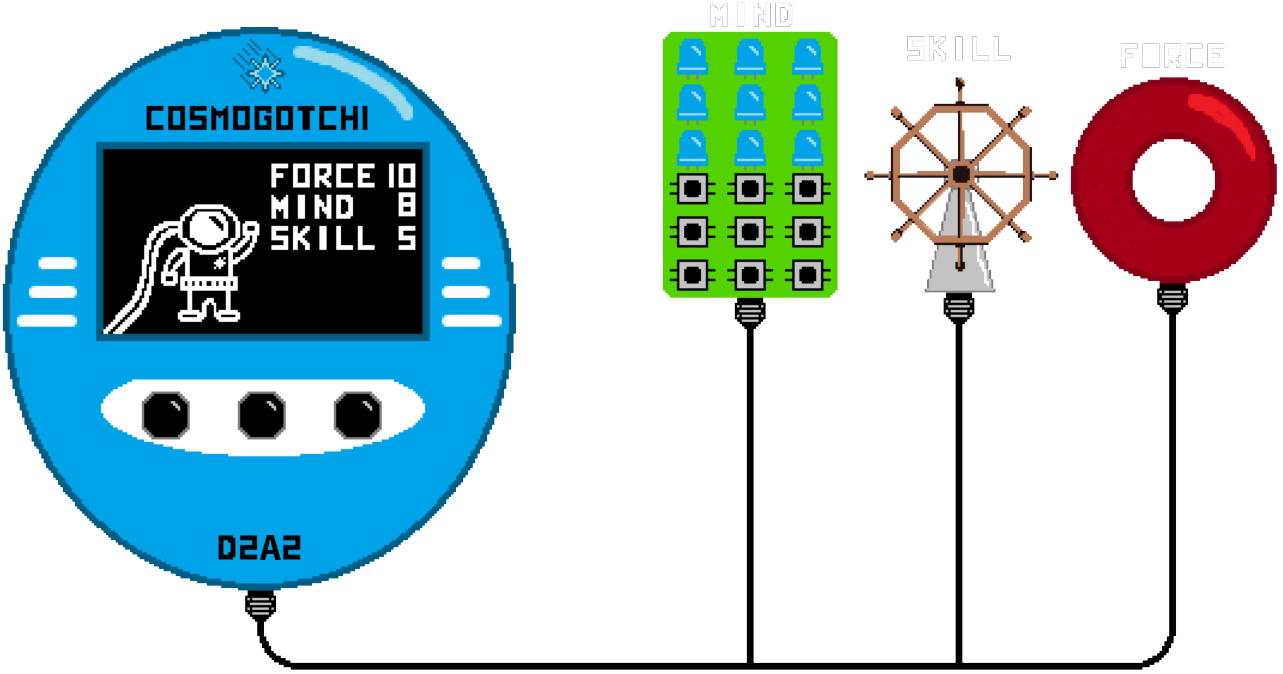 COSMOGOTCHI
FORCE 10
MIND 8
SKILL 5
D2A2
MIND
SKILL
FORCE